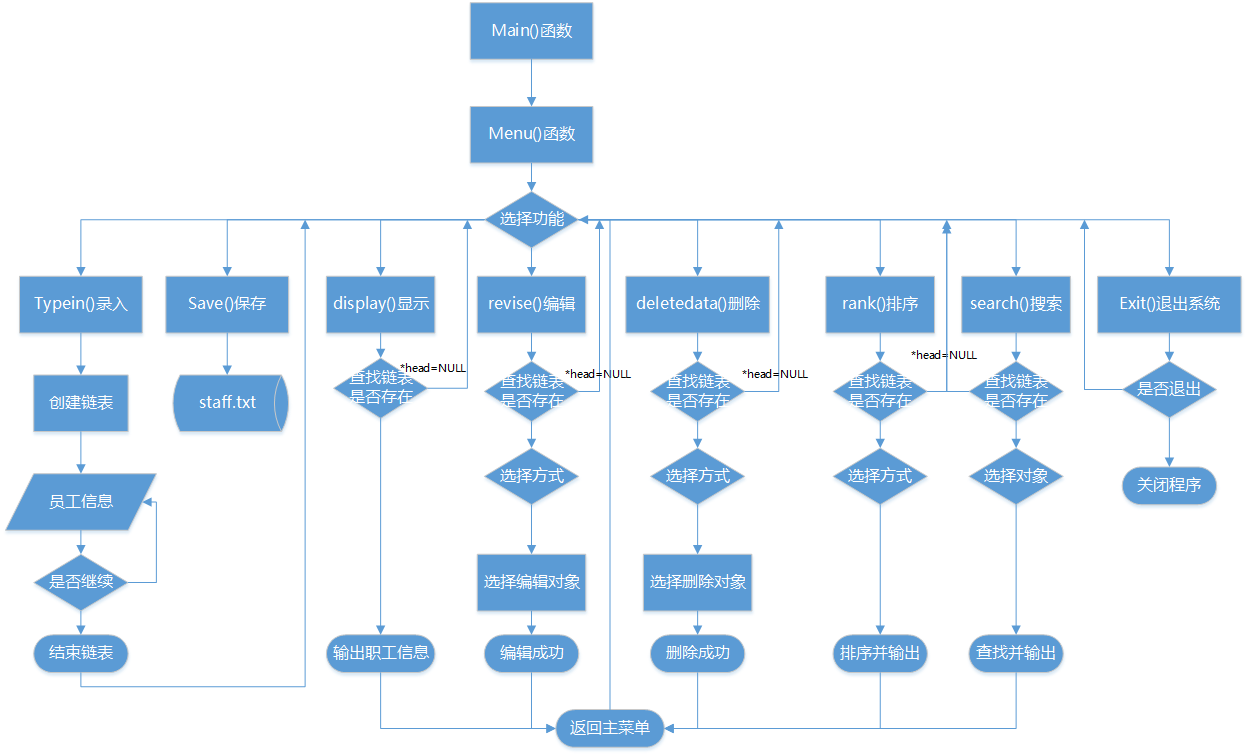 Main()函数
Menu()函数
选择功能
Typein()录入
Save()保存
display()显示
revise()编辑
deletedata()删除
rank()排序
search()搜索
Exit()退出系统
*head=NULL
*head=NULL
*head=NULL
*head=NULL
查找链表
是否存在
查找链表
是否存在
查找链表
是否存在
查找链表
是否存在
查找链表
是否存在
是否退出
创建链表
staff.txt
选择方式
选择方式
选择方式
选择对象
关闭程序
员工信息
是否继续
选择编辑对象
选择删除对象
结束链表
输出职工信息
编辑成功
删除成功
排序并输出
查找并输出
返回主菜单